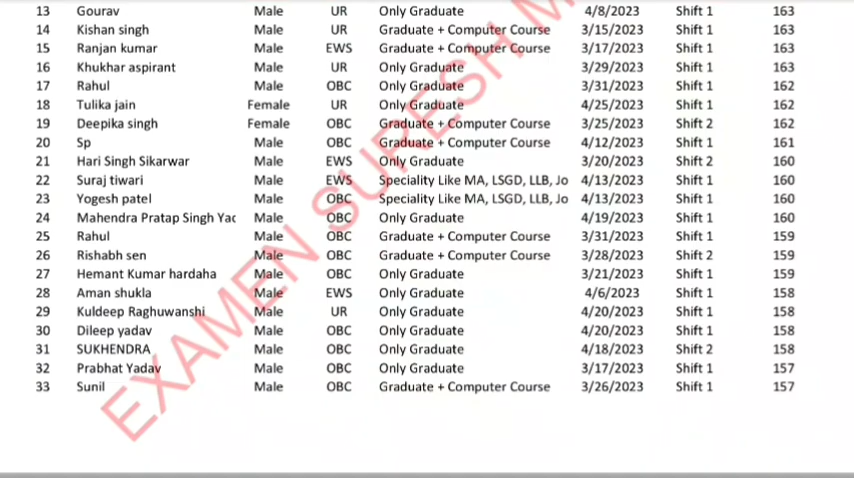 13 Gourav Male UR Only Graduate 4/8/2023 Shift 1 163
14 Kishan singh Male UR Graduate + Computer Course 3/15/2023 Shift 1 163
15 Ranjan kumar Male EWS Graduate + Computer Course 3/17/2023 Shift 1 163
16 Khukhar aspirant Male UR Only Graduate 3/29/2023 Shift 1 163
17 Rahul Male OBC Only Graduate 3/31/2023 Shift 1 162
18 Tulika jain Female UR Only Graduate 4/25/2023 Shift 1 162
19 Deepika singh Female OBC Graduate + Computer Course 3/25/2023 Shift 2 162
20 Sp Male OBC Graduate + Computer Course 4/12/2023 Shift 1 161
21 Hari Singh Sikarwar Male EWS Only Graduate 3/20/2023 Shift 2 160
22 Suraj tiwari Male EWS Speciality Like MA, LSGD, LLB, Jo 4/13/2023 Shift 1 160
23 Yogesh patel Male OBC Speciality Like MA, LSGD, LLB, Jo 4/13/2023 Shift 1 160
24 Mahendra Pratap Singh Yac Male OBC Only Graduate 4/19/2023 Shift 1 160
25 Rahul Male OBC Graduate + Computer Course 3/31/2023 Shift 1 159
26 Rishabh sen Male OBC Graduate + Computer Course 3/28/2023 Shift 2 159
27 Hemant Kumar hardaha Male OBC Only Graduate 3/21/2023 Shift 1 159
28 Aman shukla Male EWS Only Graduate 4/6/2023 Shift 1 158
29 Kuldeep Raghuwanshi Male UR Only Graduate 4/20/2023 Shift 1 158
30 Dileep yadav Male OBC Only Graduate 4/20/2023 Shift 1 158
31 SUKHENDRA Male OBC Only Graduate 4/18/2023 Shift 2 158
32 Prabhat Yadav Male OBC Only Graduate 3/17/2023 Shift 1 157
33 Sunil Male OBC Graduate + Computer Course 3/26/2023 Shift 1 157
EXAMEN SURESH M